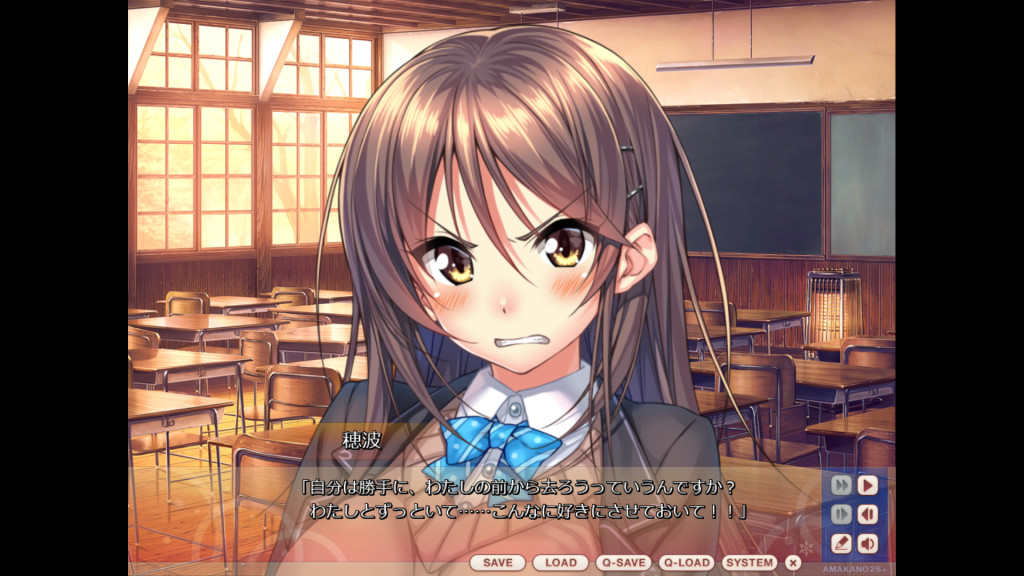 穂波
「自分は勝手に、わたしの前から去ろうっていうんですか？
わたしとずっといて……こんなに好きにさせておいて！！」
SAVE LOAD Q-SAVE Q-LOAD SYSTEM ×
AMAKANO2S+